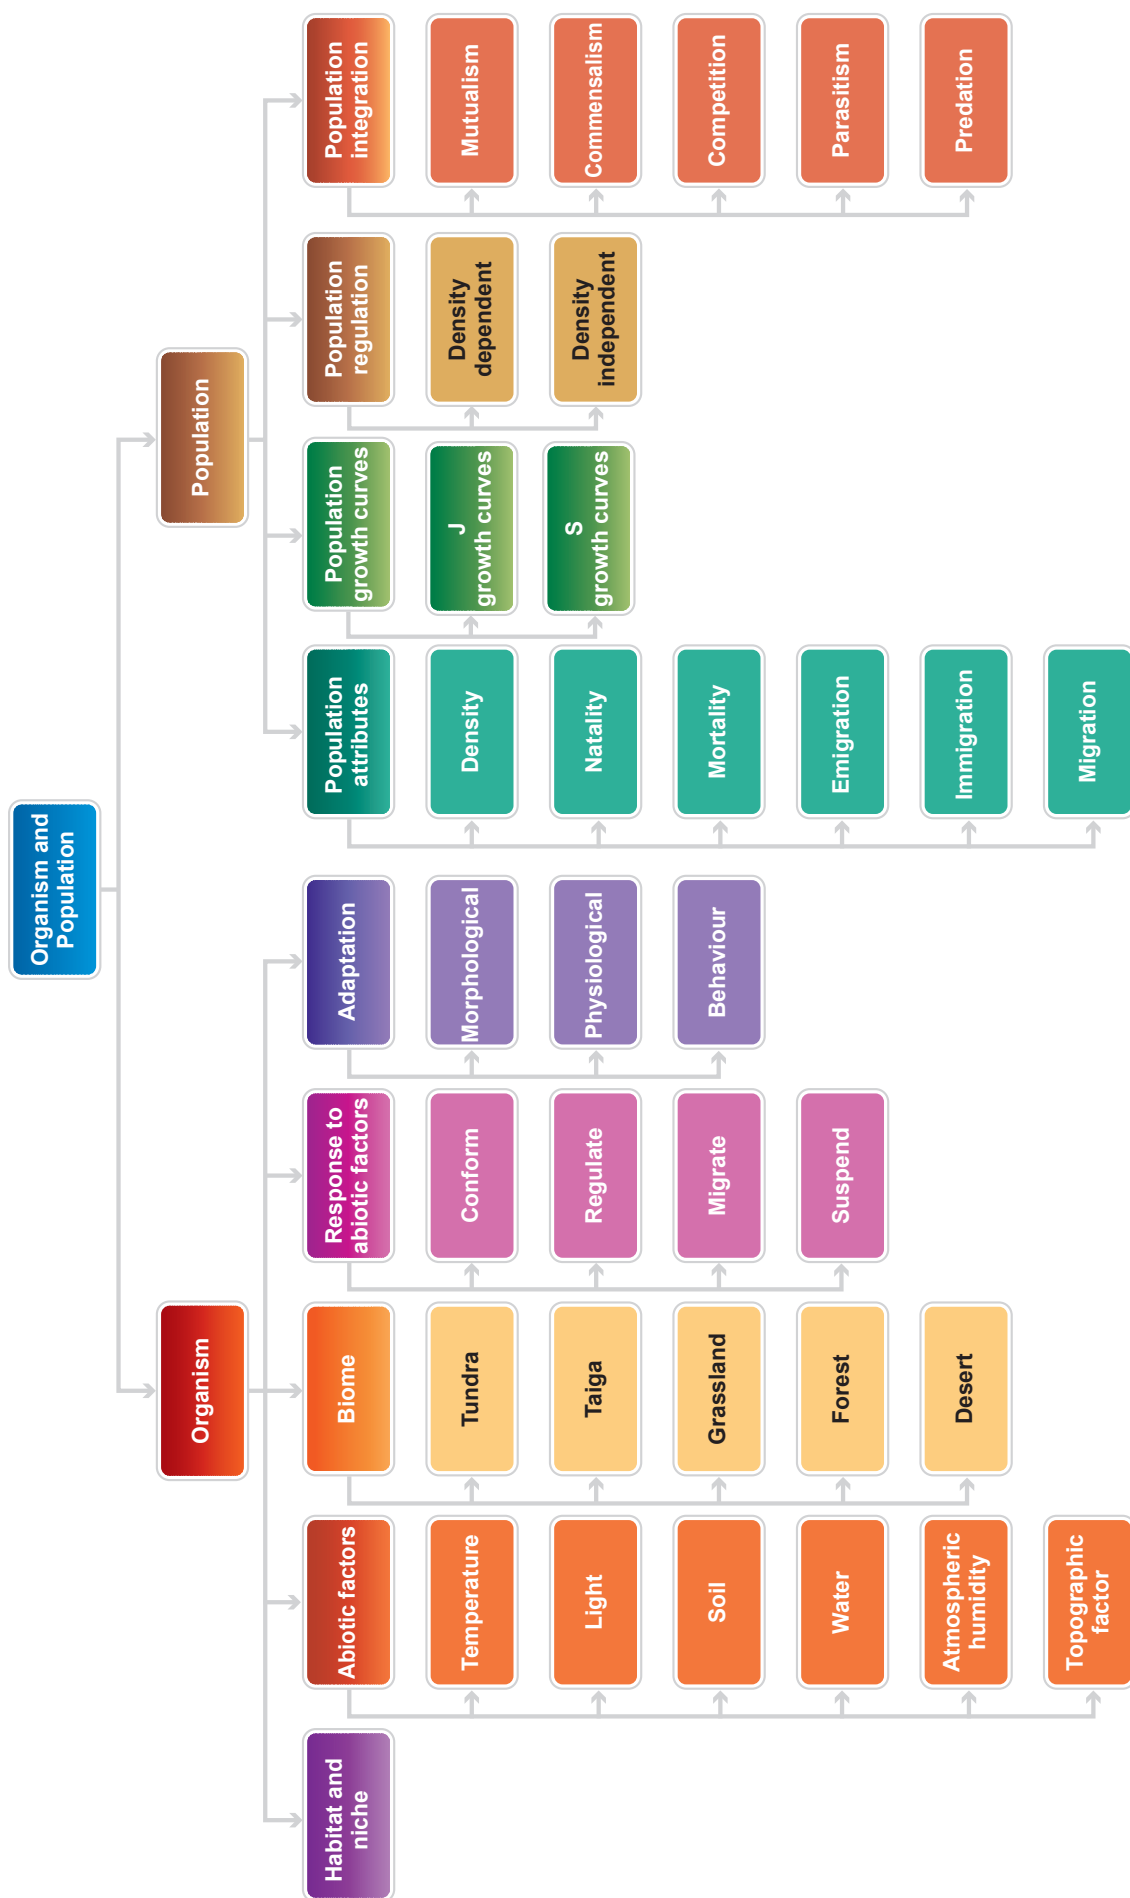 Organism and
Population
Organism
Population
Habitat and
niche
Abiotic factors
Temperature
Light
Soil
Water
Atmospheric
humidity
Topographic
factor
Biome
Tundra
Taiga
Grassland
Forest
Desert
Response to
abiotic factors
Conform
Regulate
Migrate
Suspend
Adaptation
Morphological
Physiological
Behaviour
Population
attributes
Density
Natality
Mortality
Emigration
Immigration
Migration
Population
growth curves
J
growth curves
S
growth curves
Population
regulation
Density
dependent
Density
independent
Population
integration
Mutualism
Commensalism
Competition
Parasitism
Predation